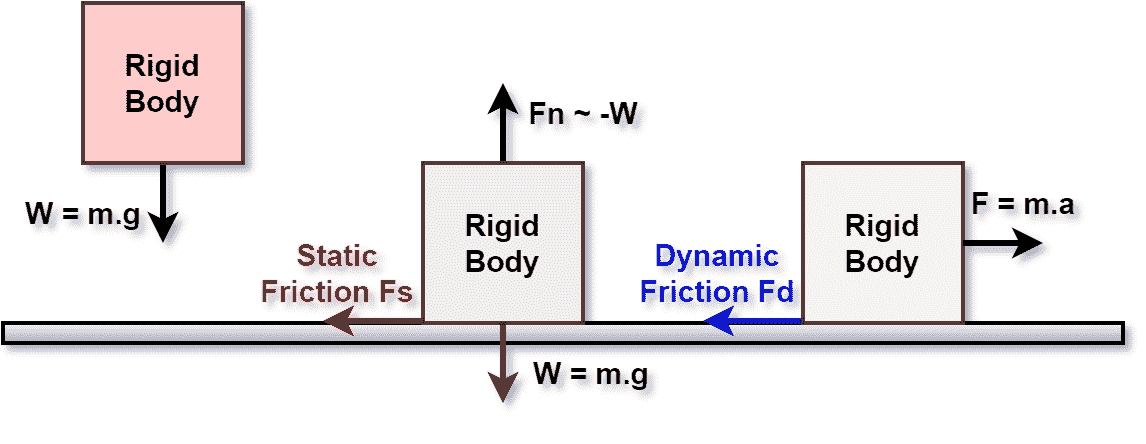 Rigid
Body
W = m.g
Fn ~ -W
Rigid
Body
Static
Friction Fs
W = m.g
Dynamic
Friction Fd
Rigid
Body
F = m.a